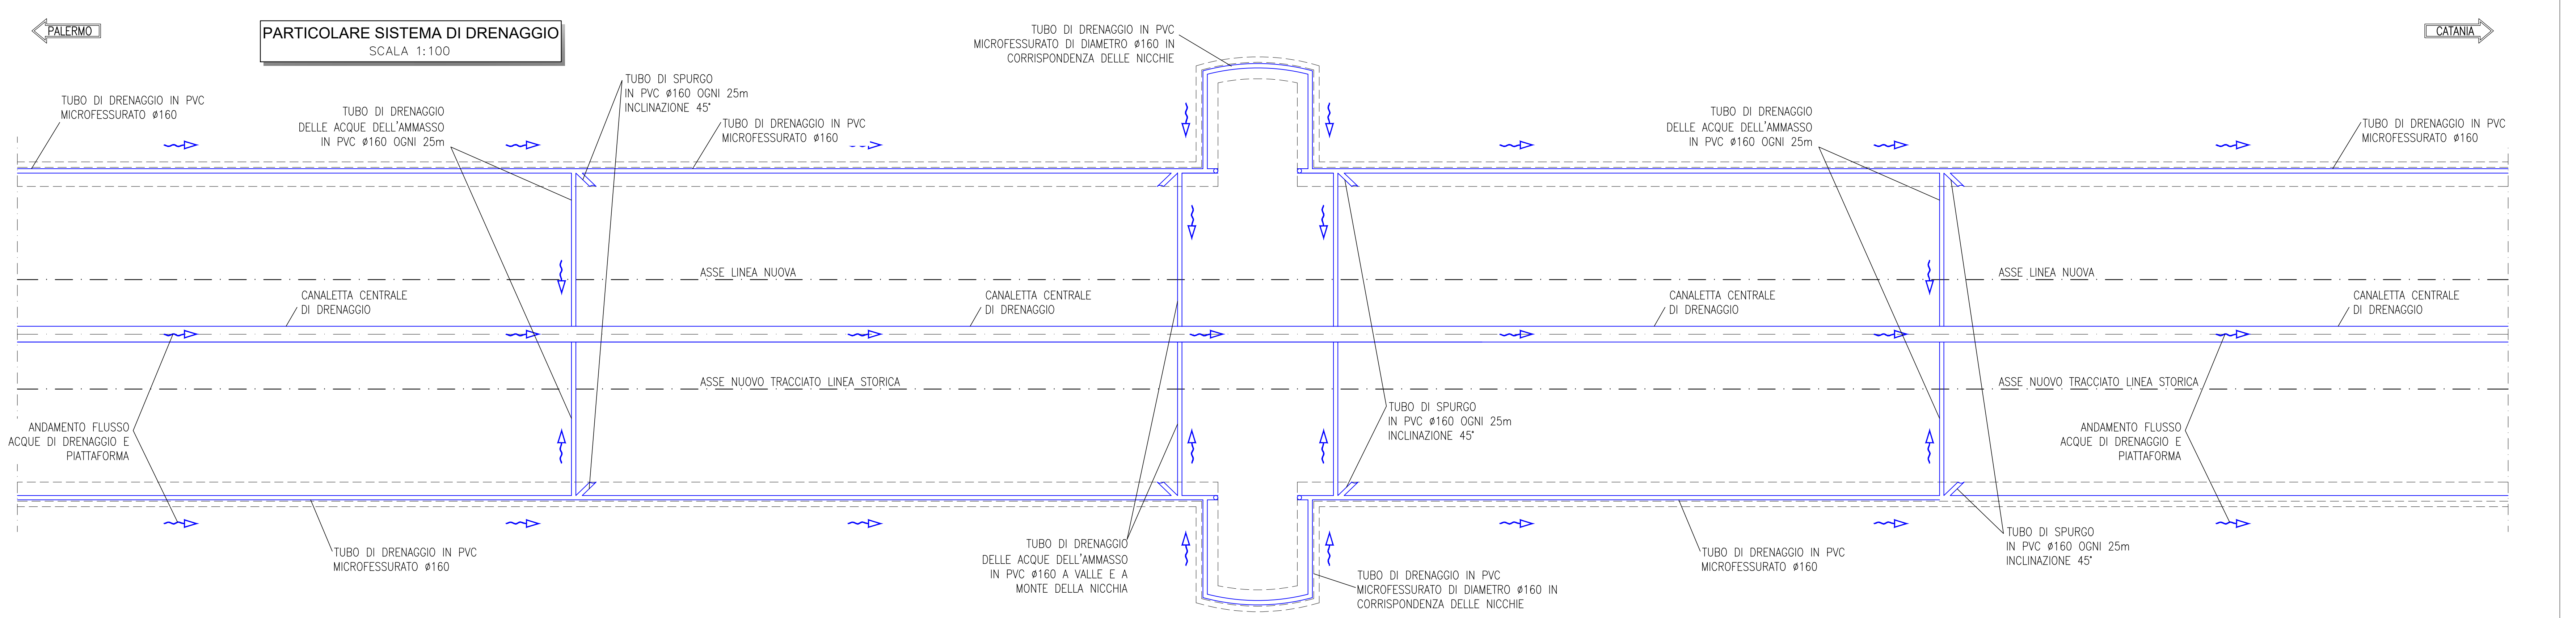 PALERMO
PARTICOLARE SISTEMA DI DRENAGGIO
SCALA 1:100
CATANIA
TUBO DI DRENAGGIO IN PVC
MICROFESSURATO DI DIAMETRO ø160 IN
CORRISPONDENZA DELLE NICCHIE
TUBO DI DRENAGGIO IN PVC
MICROFESSURATO ø160
TUBO DI DRENAGGIO
DELLE ACQUE DELL'AMMASSO
IN PVC ø160 OGNI 25m
TUBO DI SPURGO
IN PVC ø160 OGNI 25m
INCLINAZIONE 45°
TUBO DI DRENAGGIO IN PVC
MICROFESSURATO ø160
TUBO DI DRENAGGIO
DELLE ACQUE DELL'AMMASSO
IN PVC ø160 OGNI 25m
TUBO DI DRENAGGIO IN PVC
MICROFESSURATO ø160
ASSE LINEA NUOVA
ASSE LINEA NUOVA
CANALETTA CENTRALE
DI DRENAGGIO
CANALETTA CENTRALE
DI DRENAGGIO
CANALETTA CENTRALE
DI DRENAGGIO
CANALETTA CENTRALE
DI DRENAGGIO
ASSE NUOVO TRACCIATO LINEA STORICA
ASSE NUOVO TRACCIATO LINEA STORICA
ANDAMENTO FLUSSO
ACQUE DI DRENAGGIO E
PIATTAFORMA
TUBO DI SPURGO
IN PVC ø160 OGNI 25m
INCLINAZIONE 45°
ANDAMENTO FLUSSO
ACQUE DI DRENAGGIO E
PIATTAFORMA
TUBO DI DRENAGGIO IN PVC
MICROFESSURATO ø160
TUBO DI DRENAGGIO
DELLE ACQUE DELL'AMMASSO
IN PVC ø160 A VALLE E A
MONTE DELLA NICCHIA
TUBO DI DRENAGGIO IN PVC
MICROFESSURATO DI DIAMETRO ø160 IN
CORRISPONDENZA DELLE NICCHIE
TUBO DI DRENAGGIO IN PVC
MICROFESSURATO ø160
TUBO DI SPURGO
IN PVC ø160 OGNI 25m
INCLINAZIONE 45°